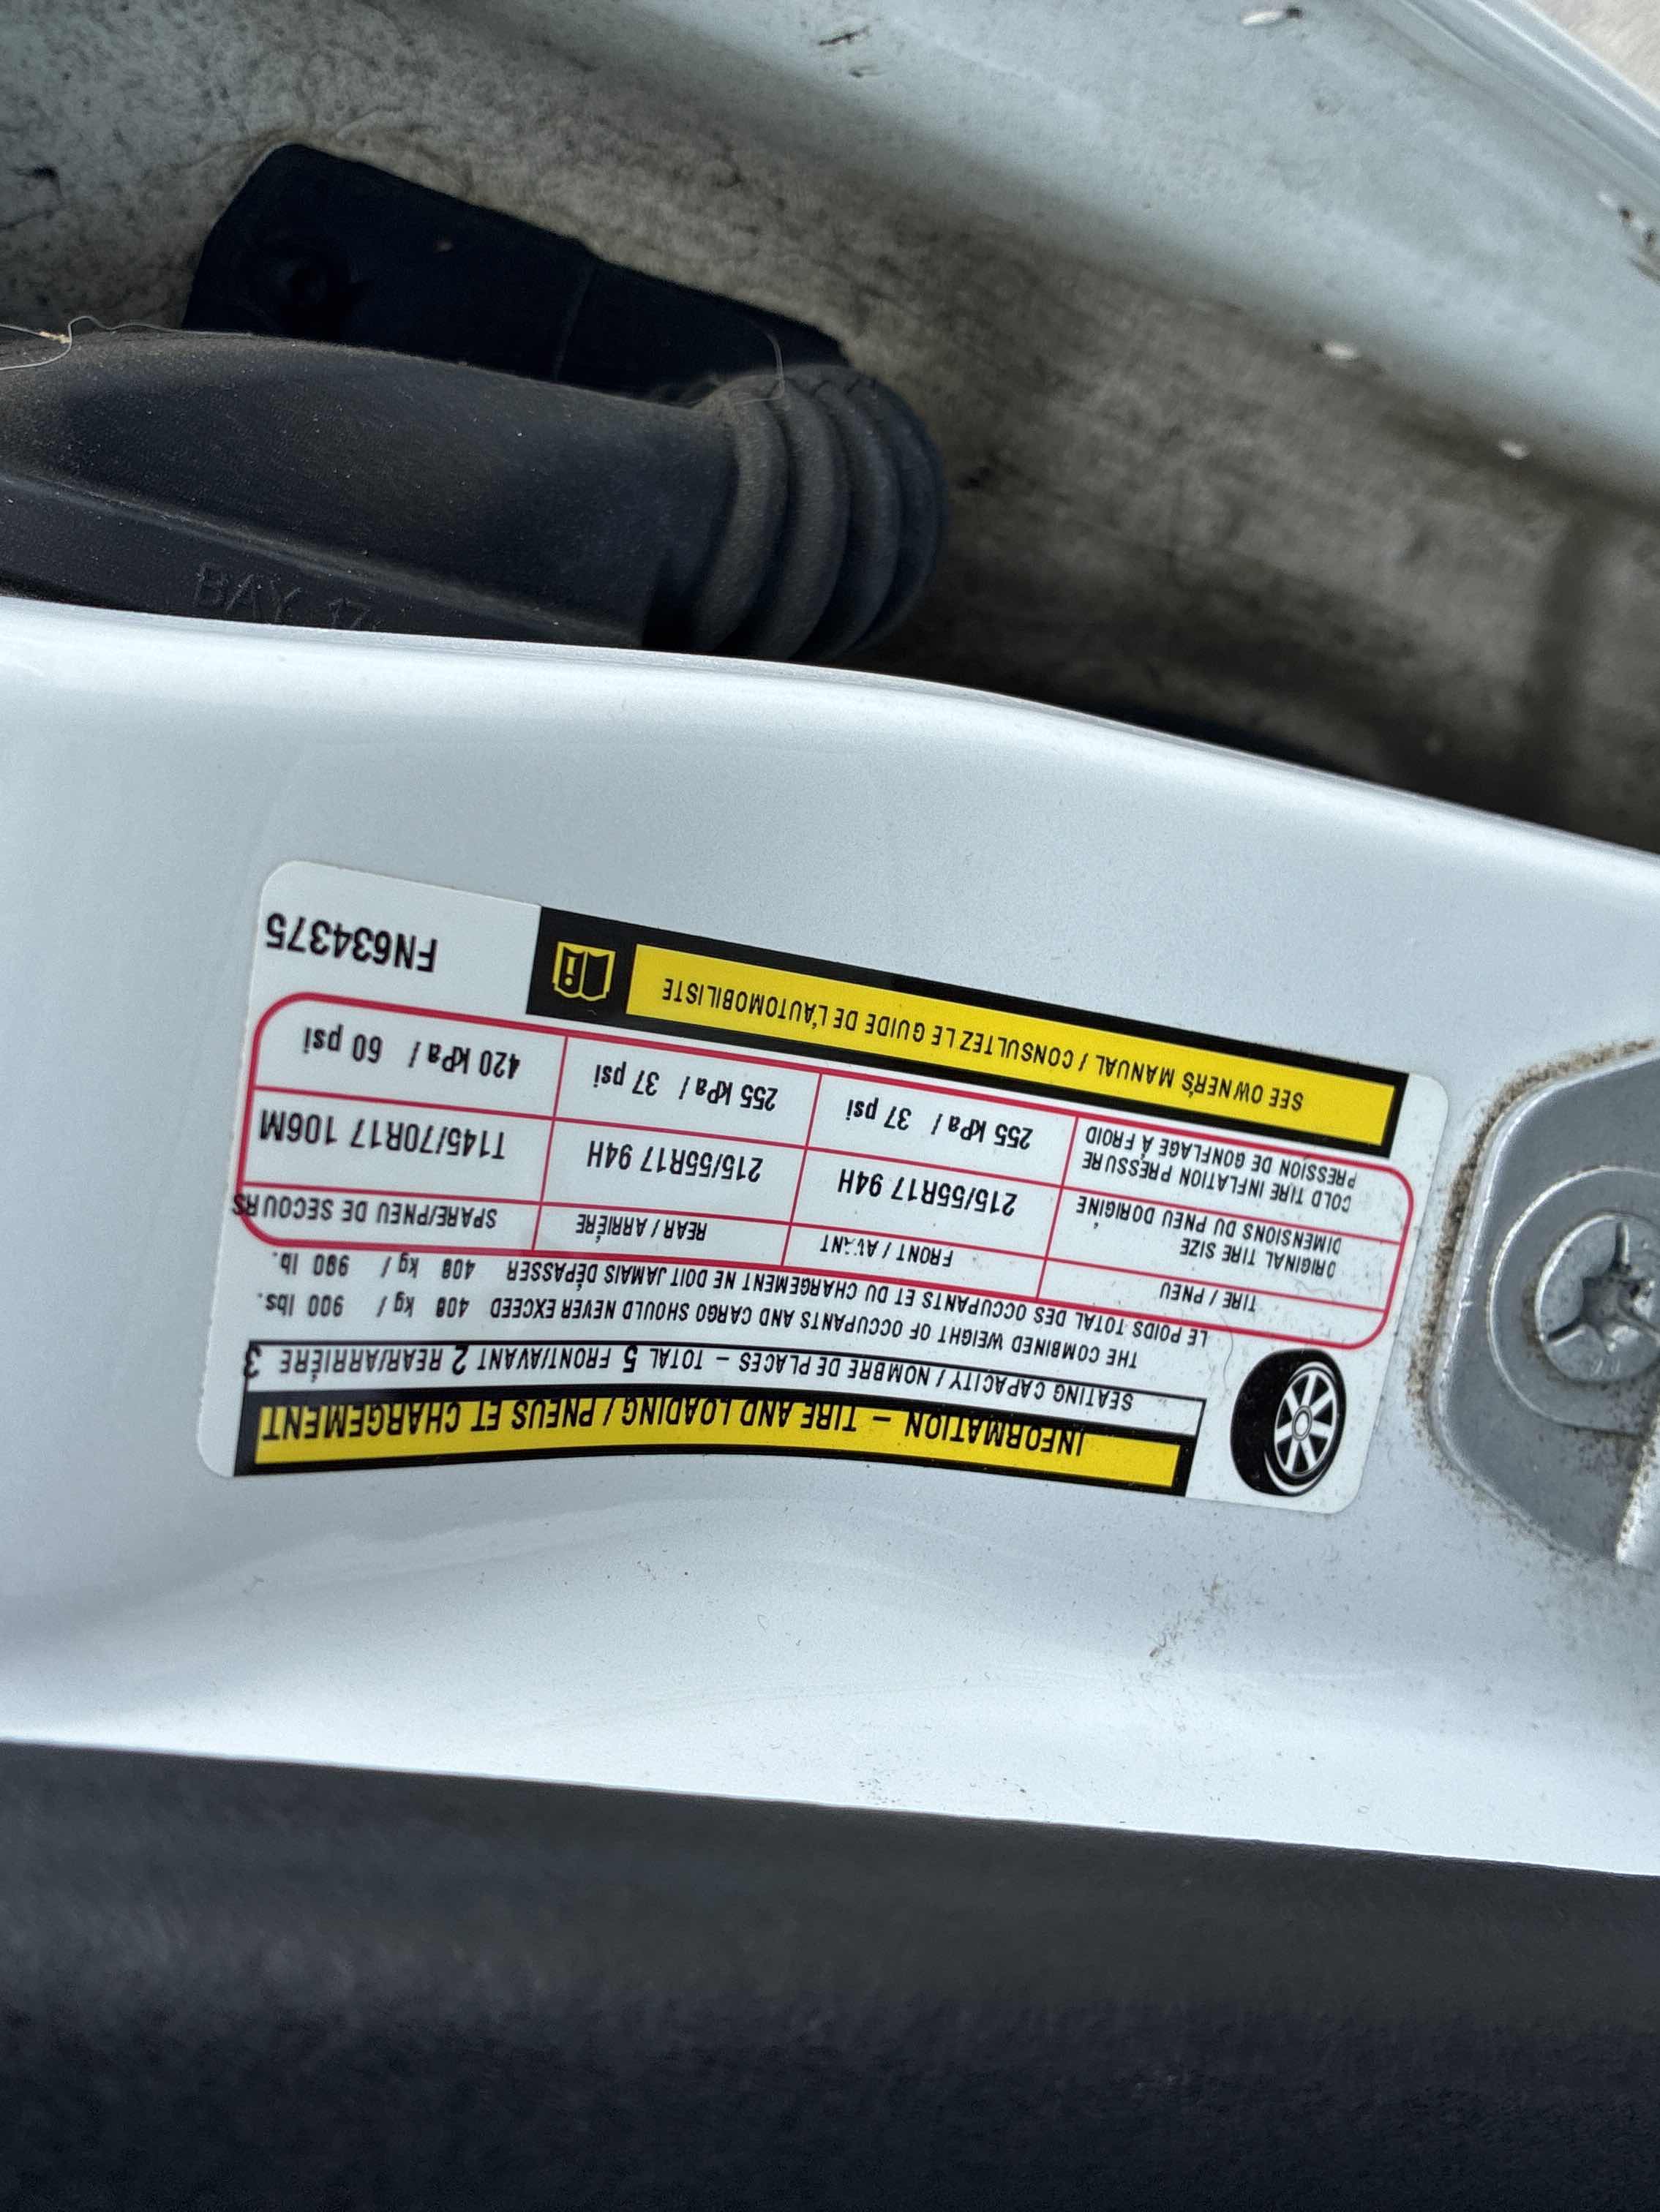 INFORMATION – TIRE AND LOADING / PNEUS ET CHARGEMENT
SEATING CAPACITY / NOMBRE DE PLACES – TOTAL 5 FRONT/AVANT 2 REAR/ARRIÈRE 3
THE COMBINED WEIGHT OF OCCUPANTS AND CARGO SHOULD NEVER EXCEED 408 kg / 900 lbs.
LE POIDS TOTAL DES OCCUPANTS ET DU CHARGEMENT NE DOIT JAMAIS DÉPASSER 408 kg / 900 lb.
TIRE / PNEU FRONT / AVANT REAR / ARRIÈRE SPARE/PNEU DE SECOURS
ORIGINAL TIRE SIZE
DIMENSIONS DU PNEU D'ORIGINE 215/55R17 94H 215/55R17 94H T145/70R17 106M
COLD TIRE INFLATION PRESSURE
PRESSION DE GONFLAGE À FROID 255 kPa / 37 psi 255 kPa / 37 psi 420 kPa / 60 psi
SEE OWNER'S MANUAL / CONSULTEZ LE GUIDE DE L'AUTOMOBILISTE
FN634375
BAY 17